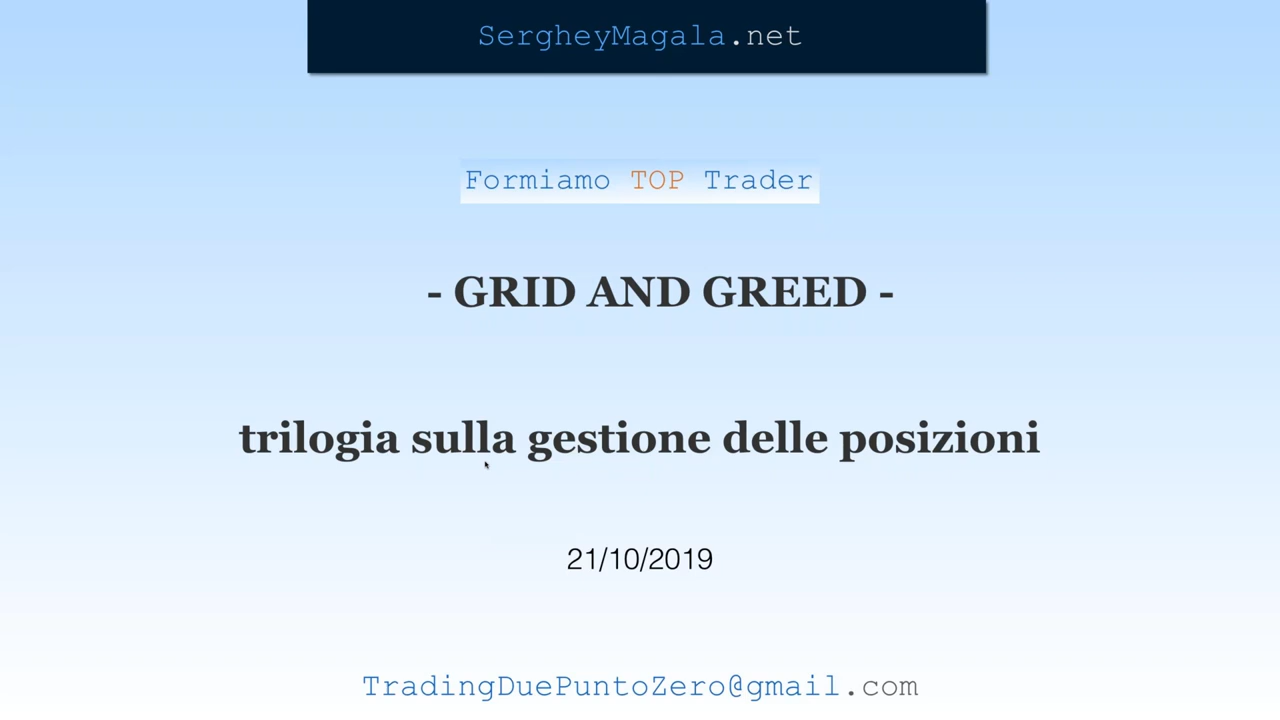 SergheyMagala.net
Formiamo TOP Trader
- GRID AND GREED -
trilogia sulla gestione delle posizioni
21/10/2019
TradingDuePuntoZero@gmail.com